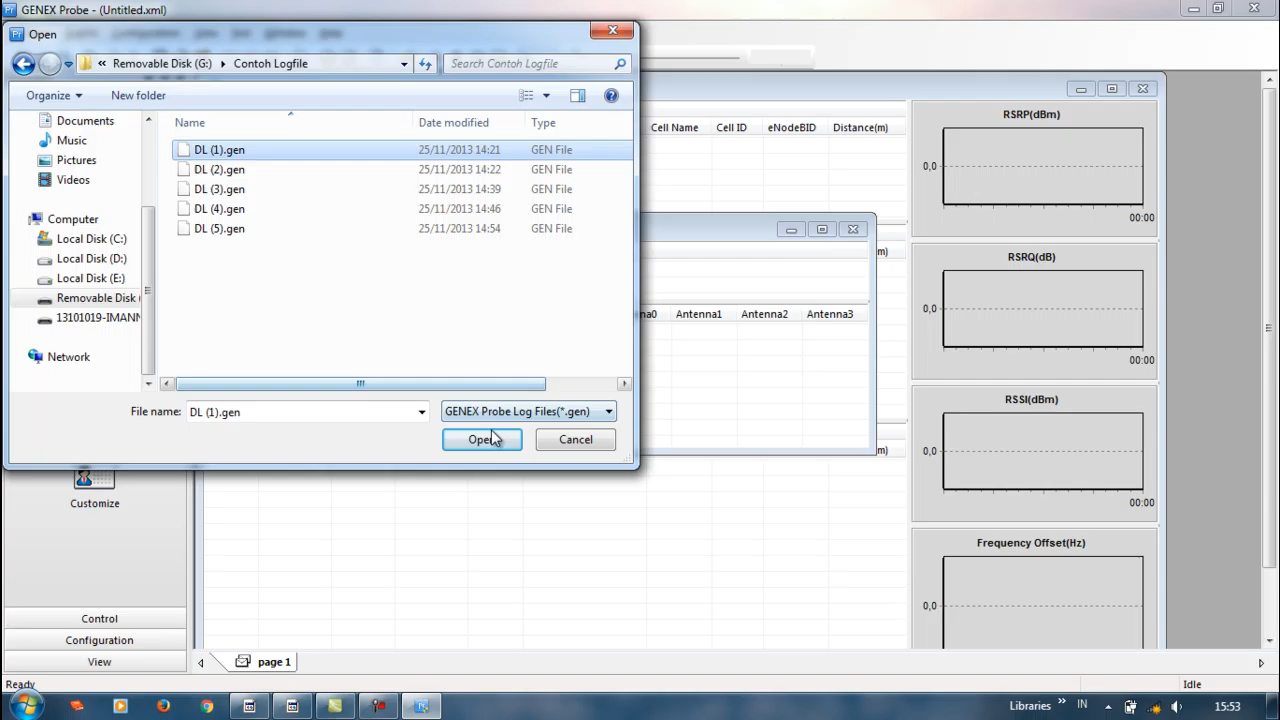 GENEX Probe - (Untitled.xml)
Open
« Removable Disk (G:) Contoh Logfile
Search Contoh Logfile
Organize New folder
Documents
Music
Pictures
Videos
Computer
Local Disk (C:)
Local Disk (D:)
Local Disk (E:)
Removable Disk (
13101019-IMANN
Network
Name Date modified Type
DL (1).gen 25/11/2013 14:21 GEN File
DL (2).gen 25/11/2013 14:22 GEN File
DL (3).gen 25/11/2013 14:39 GEN File
DL (4).gen 25/11/2013 14:46 GEN File
DL (5).gen 25/11/2013 14:54 GEN File
File name: DL (1).gen GENEX Probe Log Files(*.gen)
Open Cancel
Cell Name Cell ID eNodeBID Distance(m)
m)
na0 Antenna1 Antenna2 Antenna3
m)
RSRP(dBm)
0,0
00:00
RSRQ(dB)
0,0
00:00
RSSI(dBm)
0,0
00:00
Frequency Offset(Hz)
0,0
Customize
Control
Configuration
View
page 1
Ready Idle
Libraries » IN 15:53